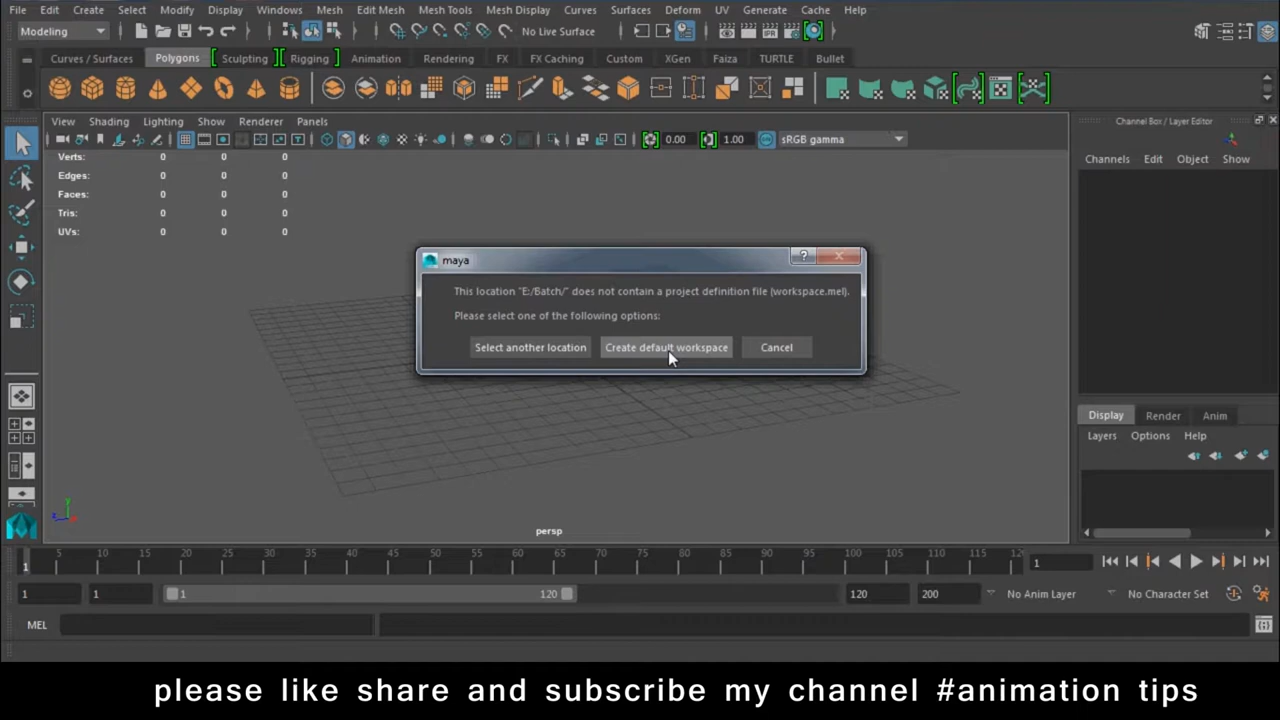 File Edit Create Select Modify Display Windows Mesh Edit Mesh Mesh Tools Mesh Display Curves Surfaces Deform UV Generate Cache Help
Modeling No Live Surface
Curves / Surfaces Polygons Sculpting Rigging Animation Rendering FX FX Caching Custom XGen Faiza TURTLE Bullet
View Shading Lighting Show Renderer Panels
0.00 1.00 sRGB gamma
Verts: 0 0 0
Edges: 0 0 0
Faces: 0 0 0
Tris: 0 0 0
UVs: 0 0 0
maya
This location "E:/Batch/" does not contain a project definition file (workspace.mel).
Please select one of the following options:
Select another location Create default workspace Cancel
persp
Channel Box / Layer Editor
Channels Edit Object Show
Display Render Anim
Layers Options Help
5 10 15 20 25 30 35 40 45 50 55 60 65 70 75 80 85 90 95 100 105 110 115 12
1 1
1 1 1 120 120 200 No Anim Layer No Character Set
MEL
please like share and subscribe my channel #animation tips